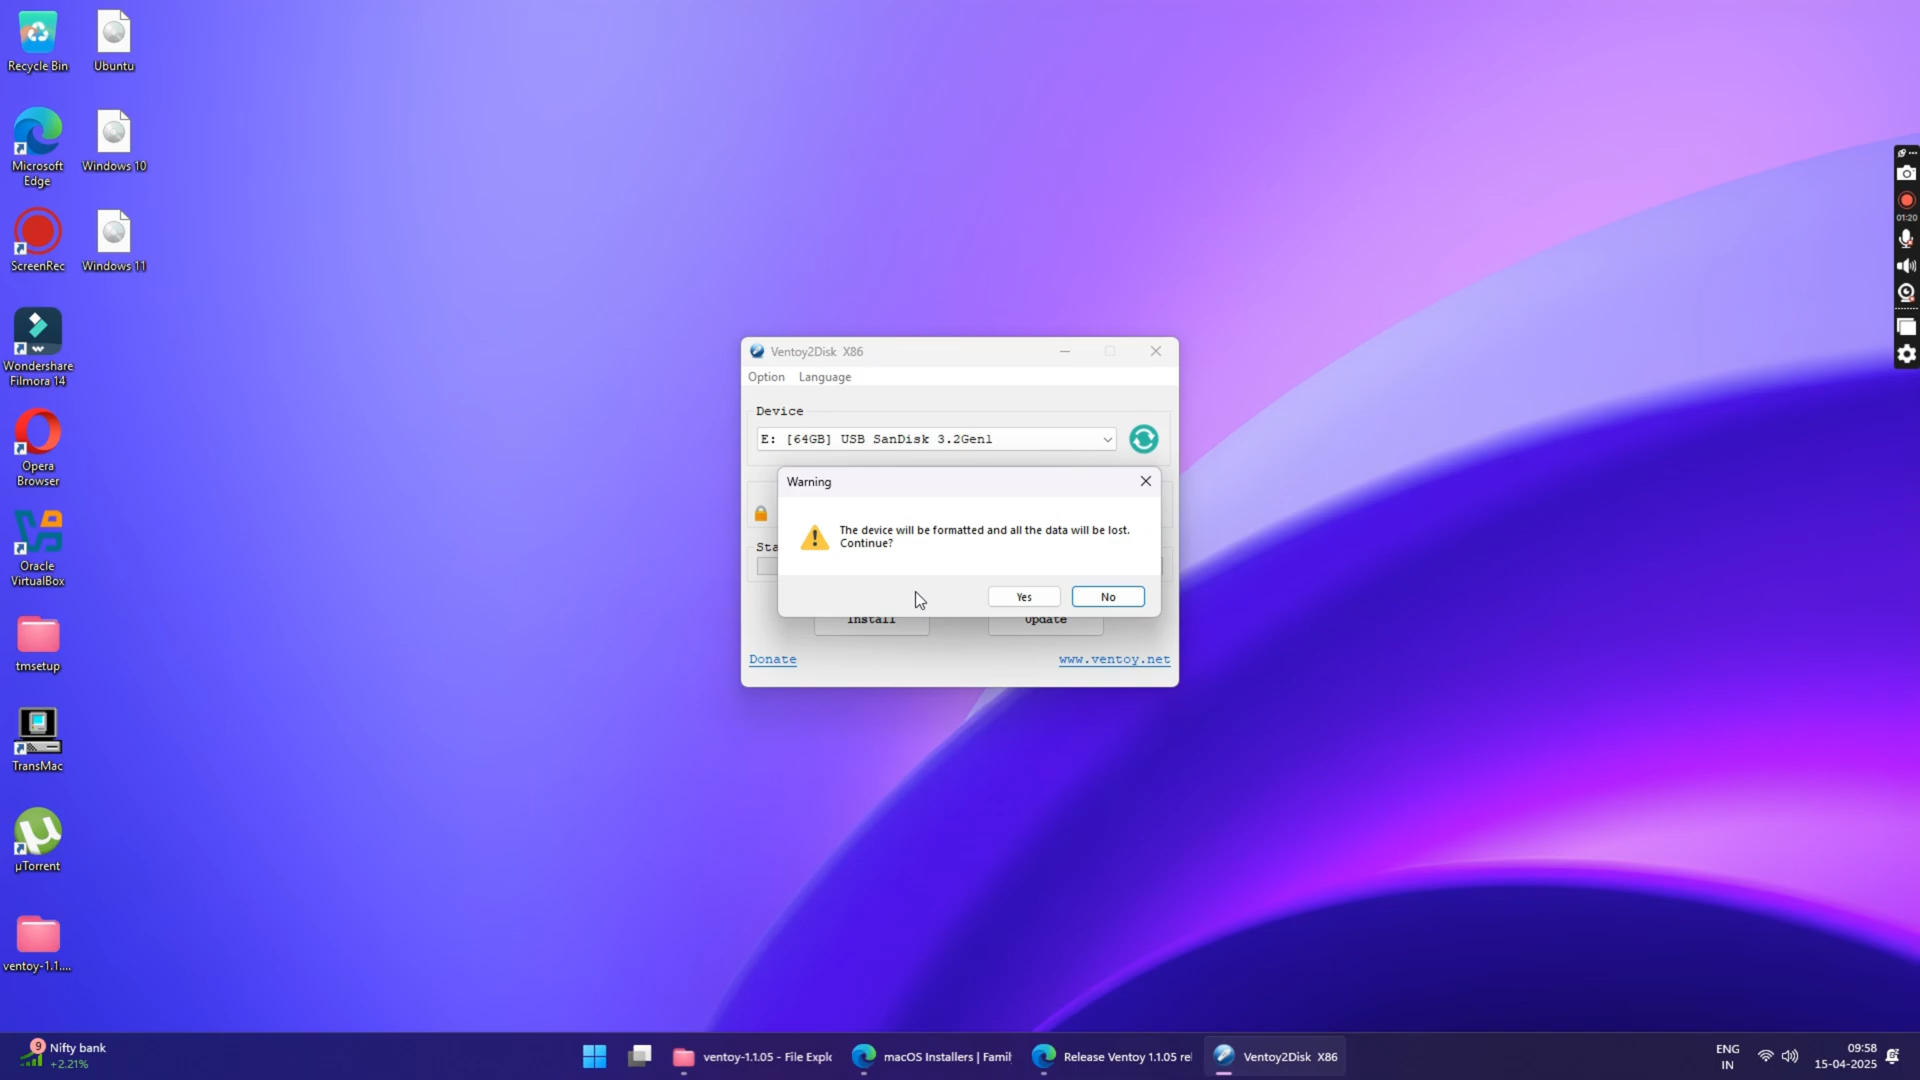 Recycle Bin
Ubuntu
Microsoft
Edge
Windows 10
ScreenRec
Windows 11
Wondershare
Filmora 14
Opera
Browser
Oracle
VirtualBox
tmsetup
TransMac
µTorrent
ventoy-1.1....
01:20
Ventoy2Disk X86
Option Language
Device
E: [64GB] USB SanDisk 3.2Gen1
Warning
The device will be formatted and all the data will be lost.
Continue?
Sta
Yes No
Install Update
Donate www.ventoy.net
9 Nifty bank
+2.21%
ventoy-1.1.05 - File Explo
macOS Installers | Famil
Release Ventoy 1.1.05 rel
Ventoy2Disk X86
ENG
IN
09:58
15-04-2025